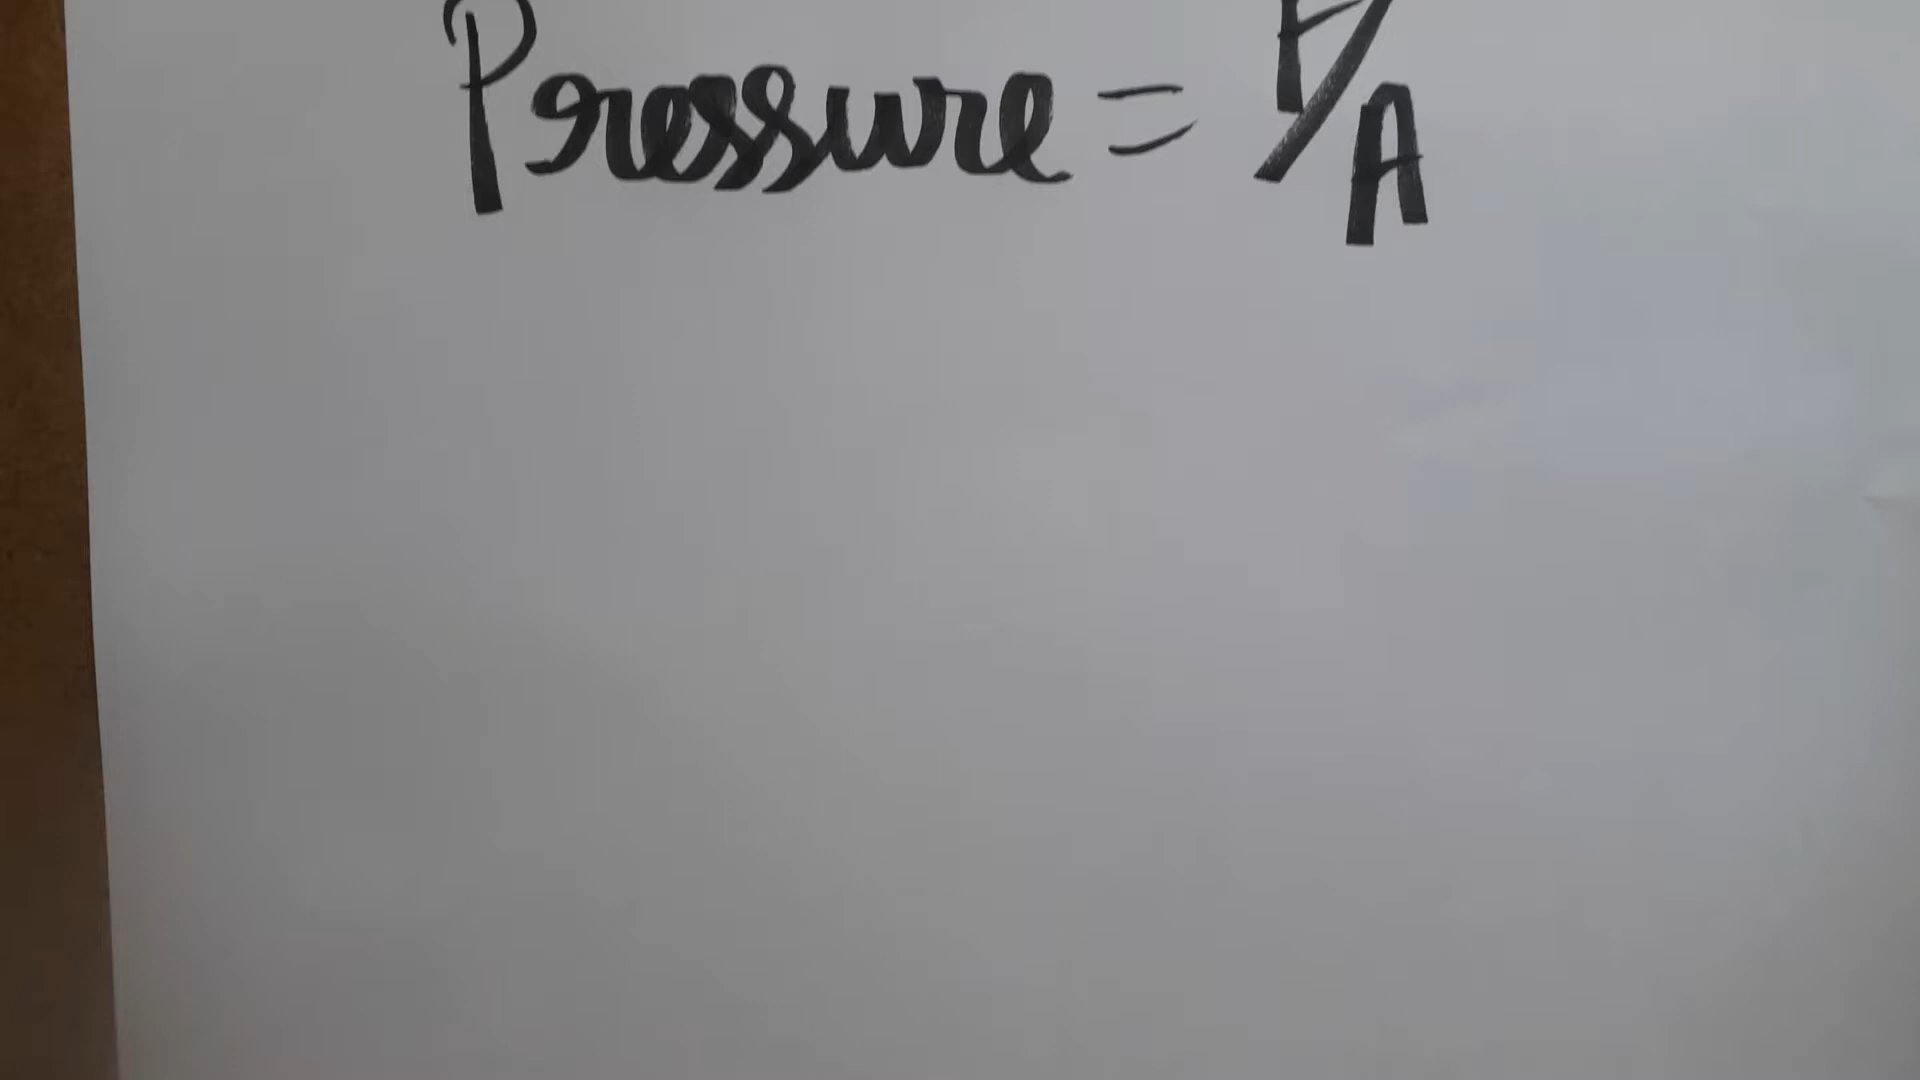 Pressure = F/A